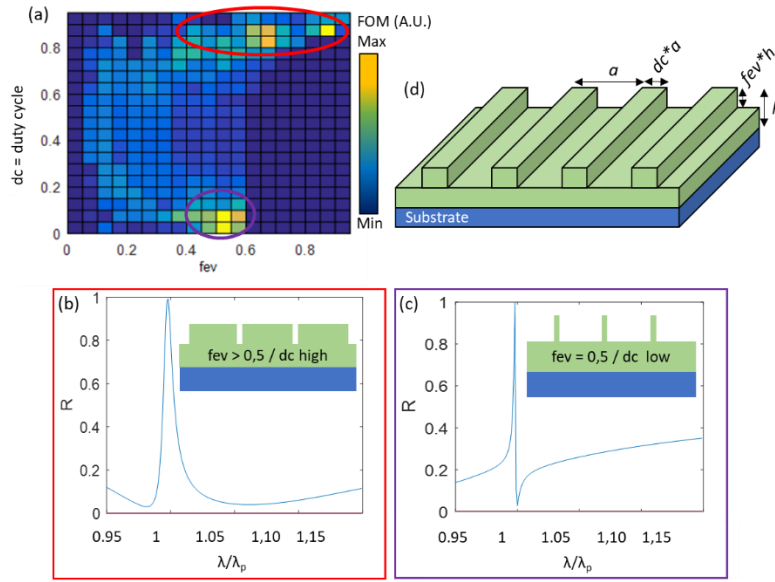 (a)
FOM (A.U.)
Max
Min
dc = duty cycle
0.8
0.6
0.4
0.2
0
0 0.2 0.4 0.6 0.8
fev
(d)
a
dc*a
fev*h
Substrate
(b)
1
0.8
0.6
0.4
0.2
0
R
fev > 0,5 / dc high
0.95 1 1.05 1,10 1,15
λ/λp
(c)
1
0.8
0.6
0.4
0.2
0
R
fev = 0,5 / dc low
0.95 1 1.05 1,10 1,15
λ/λp